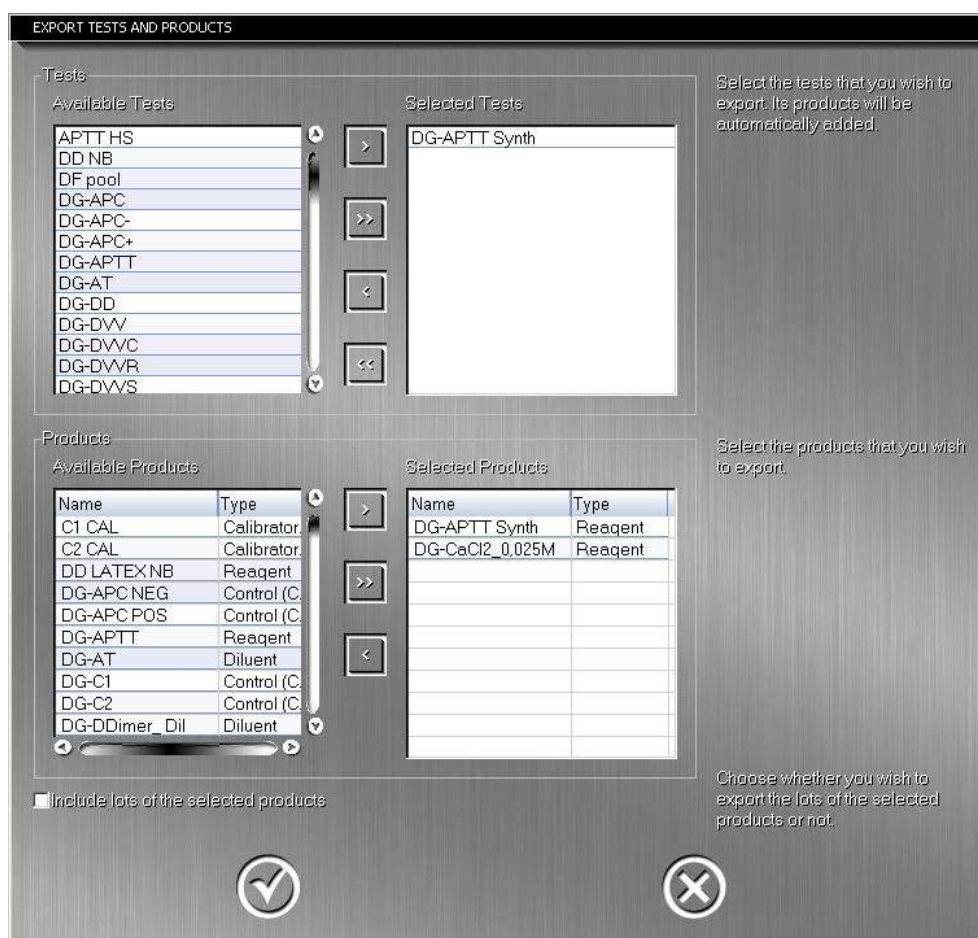 EXPORT TESTS AND PRODUCTS
Tests
Available Tests
APTT HS
DD NB
DF pool
DG-APC
DG-APC-
DG-APC+
DG-APTT
DG-AT
DG-DD
DG-DVV
DG-DVVC
DG-DVVR
DG-DVVS
>
>>
<
<<
Selected Tests
DG-APTT Synth
Select the tests that you wish to
export. Its products will be
automatically added.
Products
Available Products
Name Type
C1 CAL Calibrator.
C2 CAL Calibrator.
DD LATEX NB Reagent
DG-APC NEG Control (C.
DG-APC POS Control (C.
DG-APTT Reagent
DG-AT Diluent
DG-C1 Control (C.
DG-C2 Control (C.
DG-DDimer_Dil Diluent
>
>>
<
Selected Products
Name Type
DG-APTT Synth Reagent
DG-CaCl2_0,025M Reagent
Select the products that you wish
to export.
Include lots of the selected products
Choose whether you wish to
export the lots of the selected
products or not.